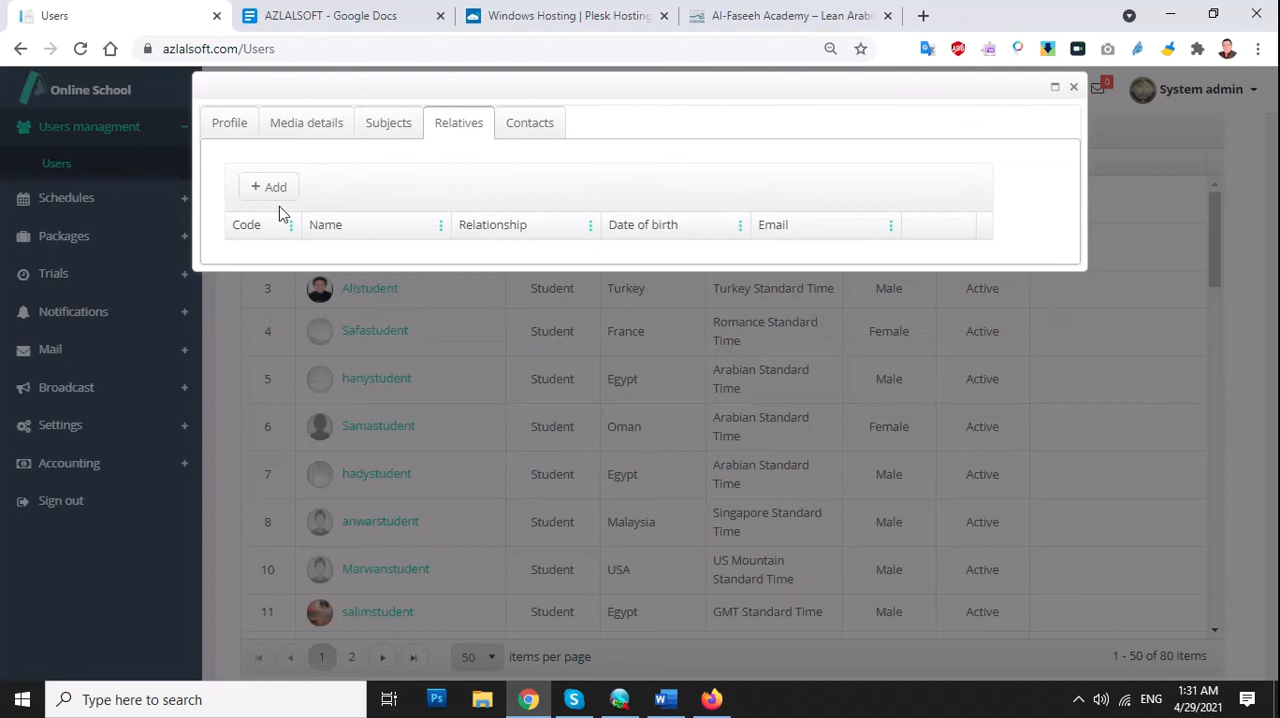 Users
AZLALSOFT - Google Docs
Windows Hosting | Plesk Hosting
Al-Faseeh Academy – Lean Arabi
azlalsoft.com/Users
Online School
0
System admin
Users managment
Users
Schedules
Packages
Trials
Notifications
Mail
Broadcast
Settings
Accounting
Sign out
Profile
Media details
Subjects
Relatives
Contacts
+ Add
Code
Name
Relationship
Date of birth
Email
3 Alistudent Student Turkey Turkey Standard Time Male Active
4 Safastudent Student France Romance Standard Time Female Active
5 hanystudent Student Egypt Arabian Standard Time Male Active
6 Samastudent Student Oman Arabian Standard Time Female Active
7 hadystudent Student Egypt Arabian Standard Time Male Active
8 anwarstudent Student Malaysia Singapore Standard Time Male Active
10 Marwanstudent Student USA US Mountain Standard Time Male Active
11 salimstudent Student Egypt GMT Standard Time Male Active
1 2 50 items per page
1 - 50 of 80 items
Type here to search
ENG
1:31 AM
4/29/2021